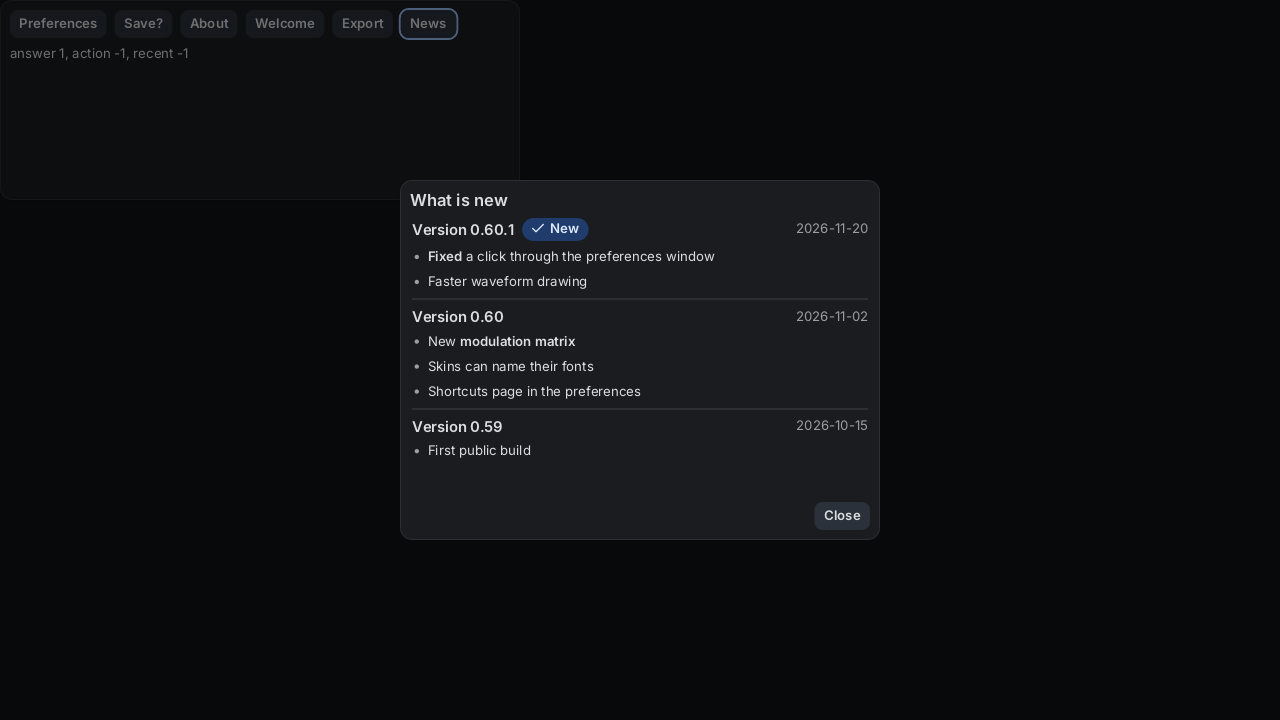 Preferences Save? About Welcome Export News
answer 1, action -1, recent -1
What is new
Version 0.60.1 New 2026-11-20
• Fixed a click through the preferences window
• Faster waveform drawing
Version 0.60 2026-11-02
• New modulation matrix
• Skins can name their fonts
• Shortcuts page in the preferences
Version 0.59 2026-10-15
• First public build
Close